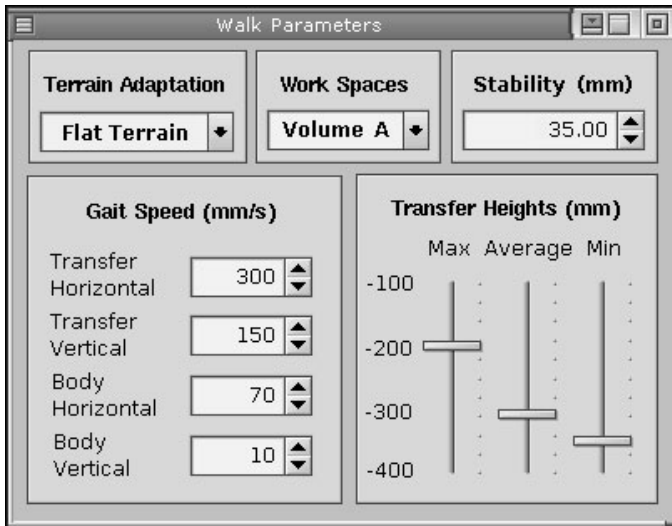 Walk Parameters
Terrain Adaptation
Flat Terrain
Work Spaces
Volume A
Stability (mm)
35.00
Gait Speed (mm/s)
Transfer
Horizontal
300
Transfer
Vertical
150
Body
Horizontal
70
Body
Vertical
10
Transfer Heights (mm)
Max Average Min
-100
-200
-300
-400